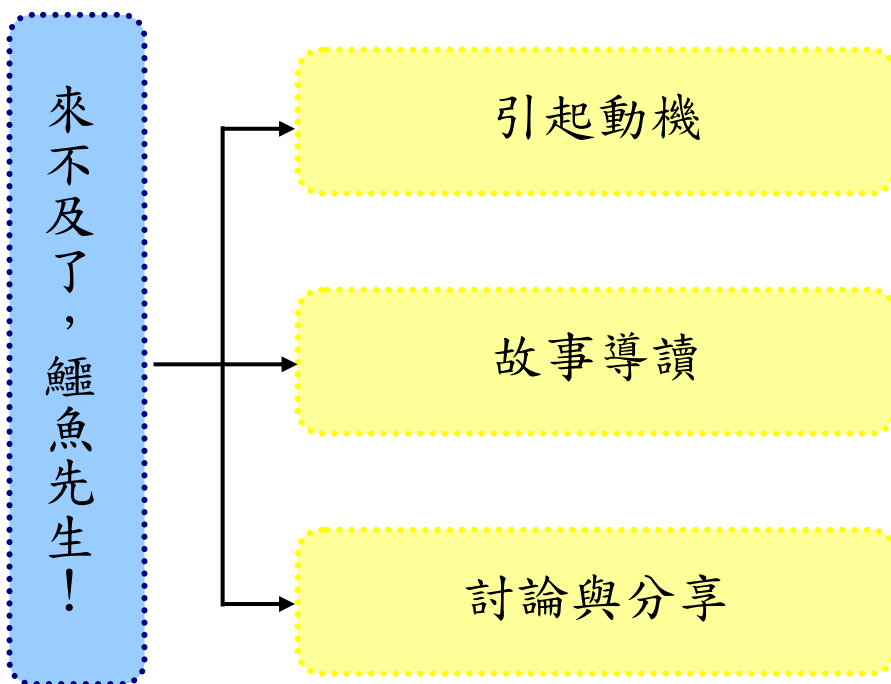 來不及了，鱷魚先生！
引起動機
故事導讀
討論與分享